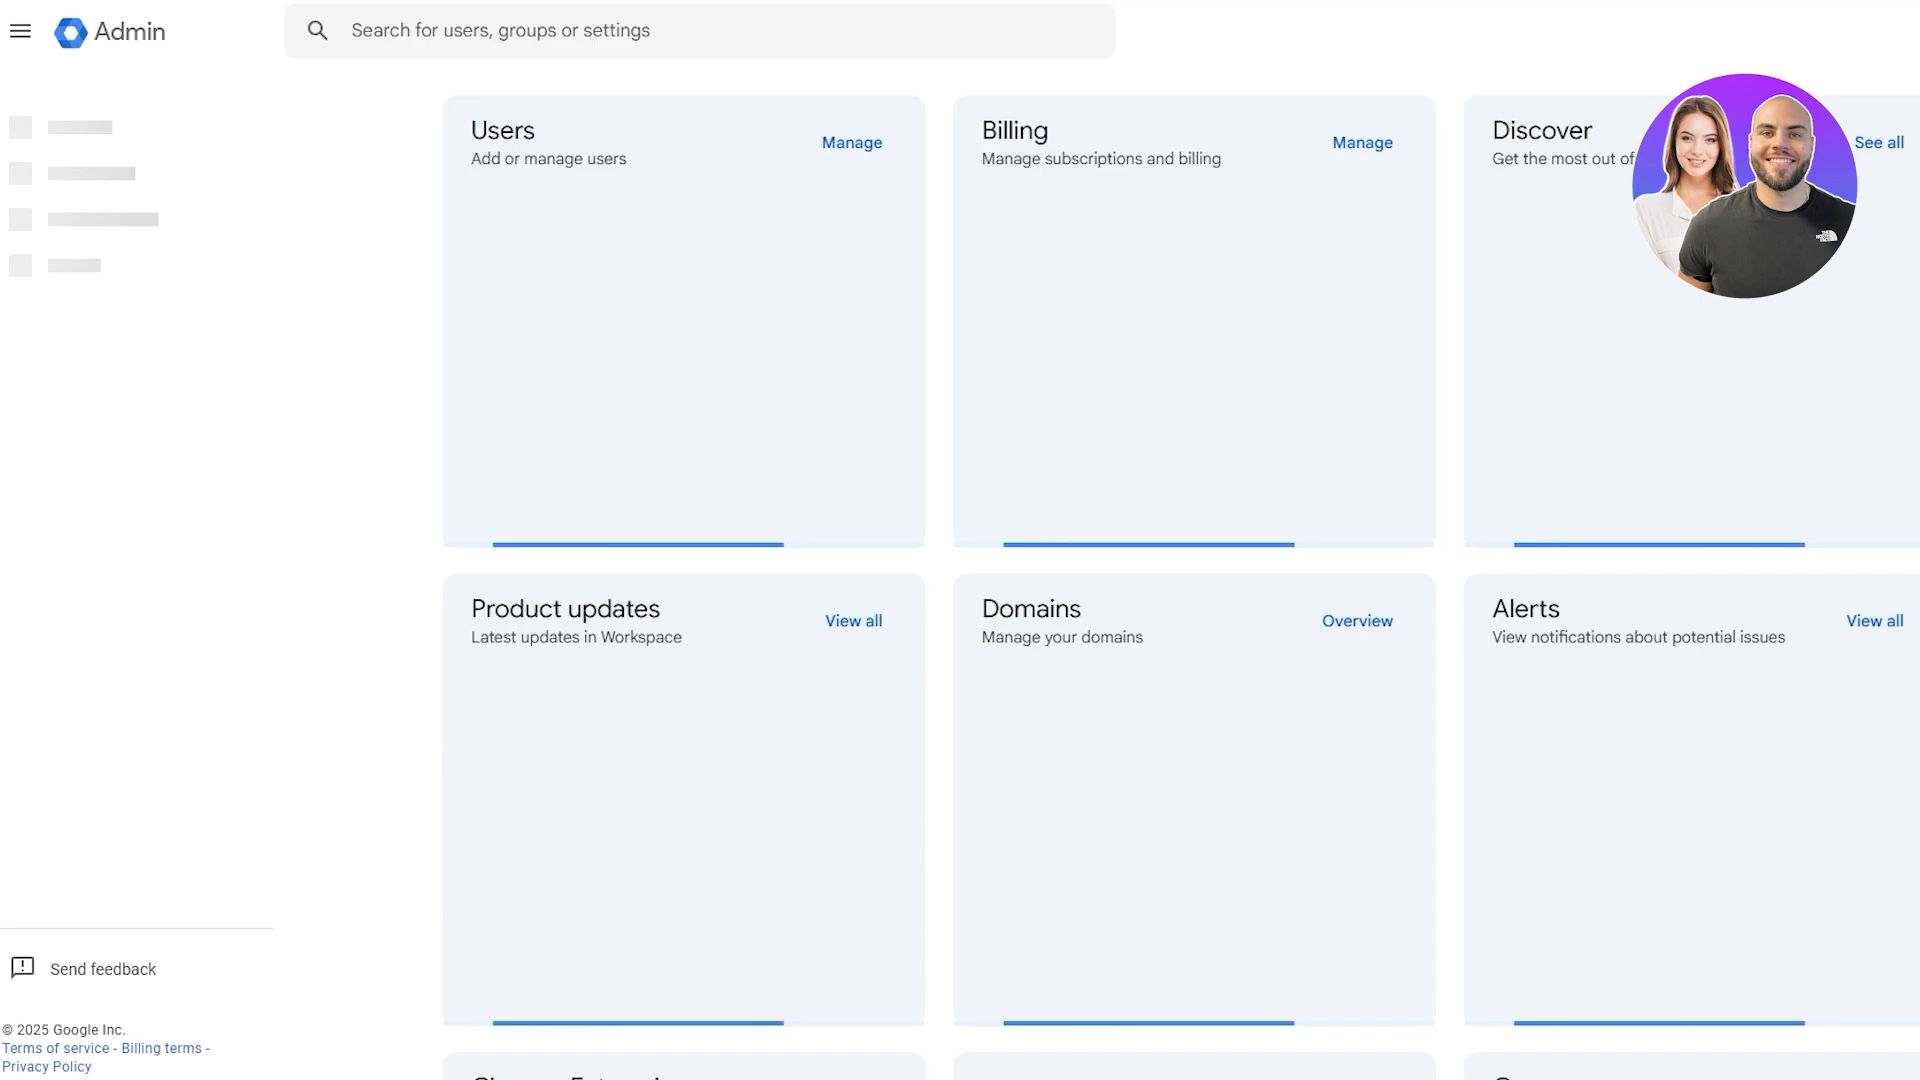 Admin
Search for users, groups or settings
Users
Add or manage users
Manage
Billing
Manage subscriptions and billing
Manage
Discover
Get the most out of
See all
THE NORTH FACE
Product updates
Latest updates in Workspace
View all
Domains
Manage your domains
Overview
Alerts
View notifications about potential issues
View all
Send feedback
© 2025 Google Inc.
Terms of service - Billing terms -
Privacy Policy